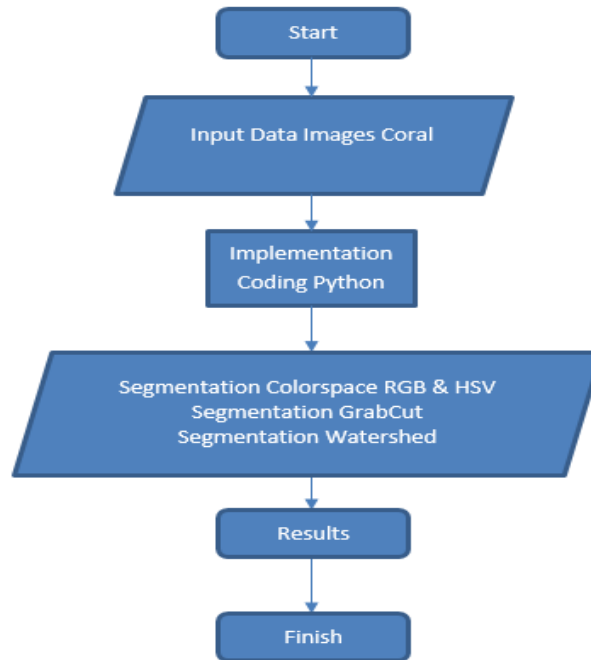 Start
Input Data Images Coral
Implementation
Coding Python
Segmentation Colorspace RGB & HSV
Segmentation GrabCut
Segmentation Watershed
Results
Finish